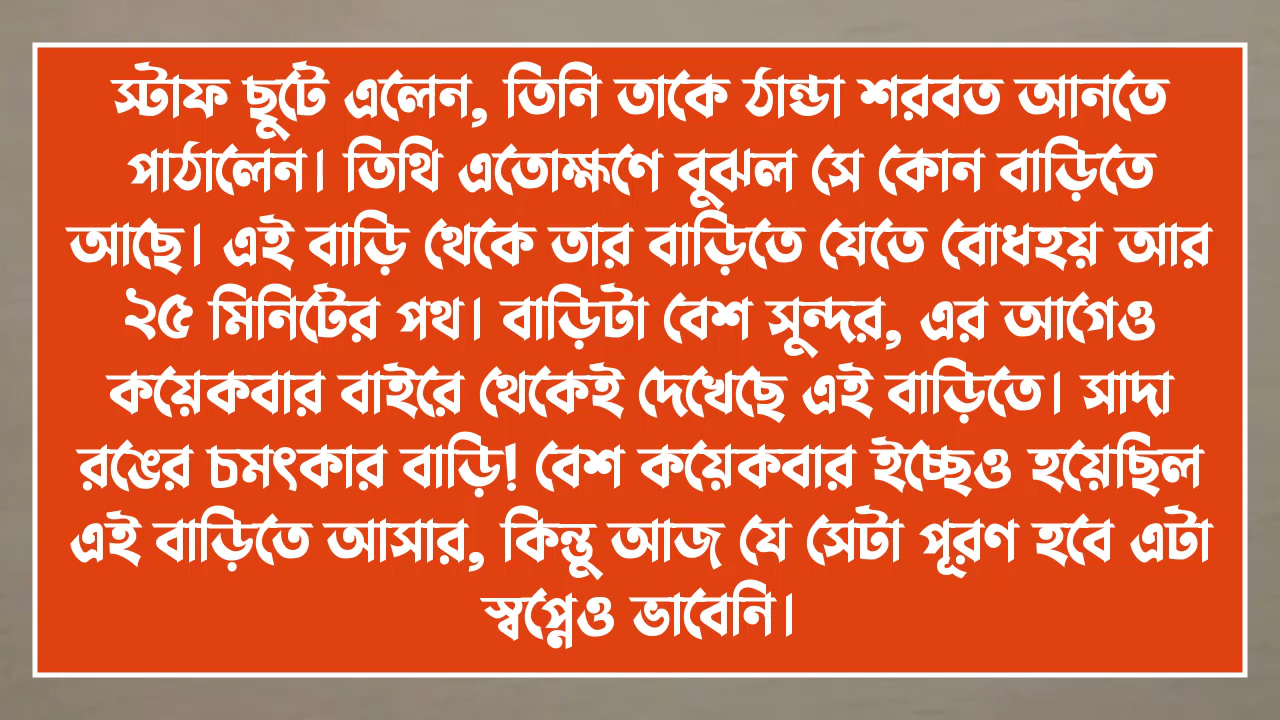 স্টাফ ছুটে এলেন, তিনি তাকে ঠান্ডা শরবত আনতে
পাঠালেন। তিথি এতোক্ষণে বুঝল সে কোন বাড়িতে
আছে। এই বাড়ি থেকে তার বাড়িতে যেতে বোধহয় আর
২৫ মিনিটের পথ। বাড়িটা বেশ সুন্দর, এর আগেও
কয়েকবার বাইরে থেকেই দেখেছে এই বাড়িতে। সাদা
রঙের চমৎকার বাড়ি! বেশ কয়েকবার ইচ্ছেও হয়েছিল
এই বাড়িতে আসার, কিন্তু আজ যে সেটা পূরণ হবে এটা
স্বপ্নেও ভাবেনি।